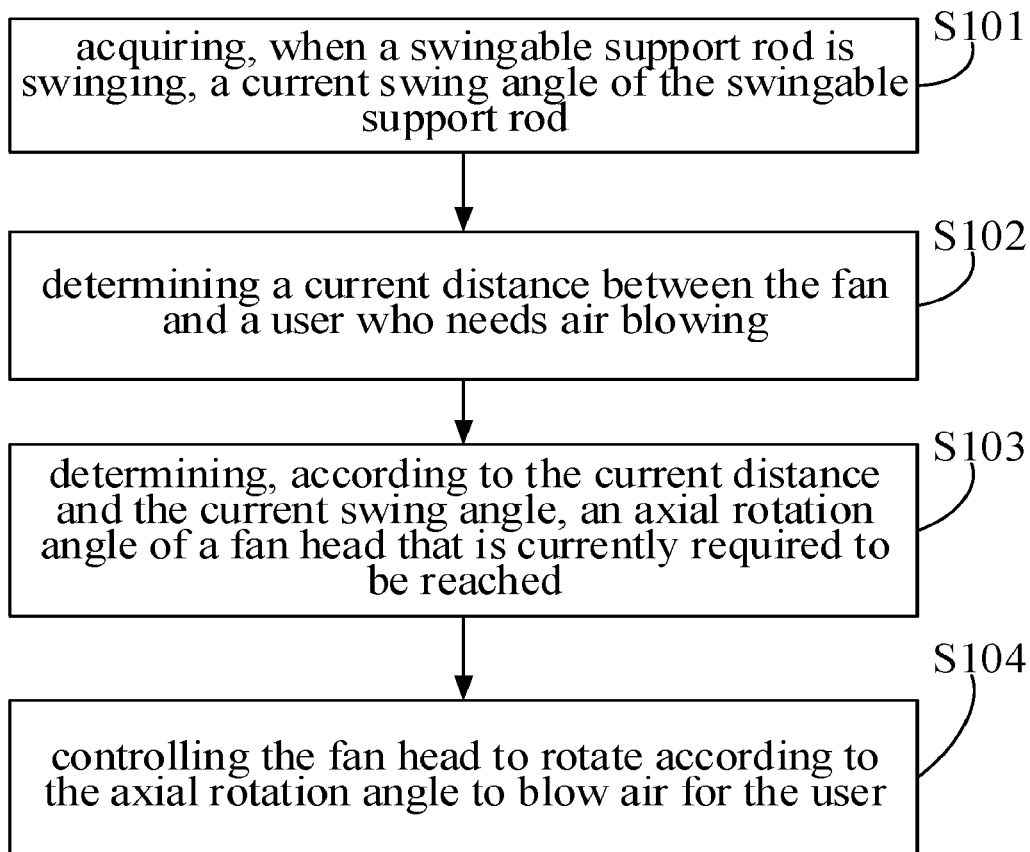 S101
acquiring, when a swingable support rod is
swinging, a current swing angle of the swingable
support rod
S102
determining a current distance between the fan
and a user who needs air blowing
S103
determining, according to the current distance
and the current swing angle, an axial rotation
angle of a fan head that is currently required to
be reached
S104
controlling the fan head to rotate according to
the axial rotation angle to blow air for the user